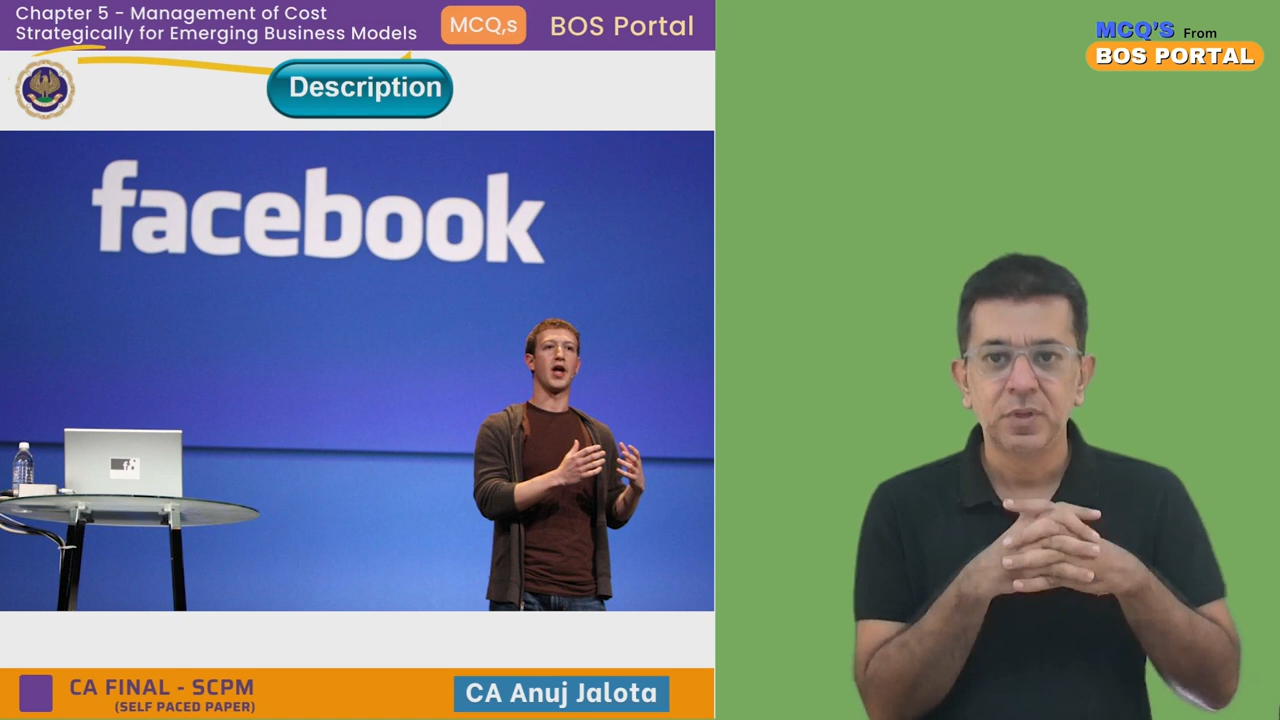 Chapter 5 - Management of Cost
Strategically for Emerging Business Models
MCQ,s
BOS Portal
MCQ'S From
BOS PORTAL
Description
facebook
CA FINAL - SCPM
(SELF PACED PAPER)
CA Anuj Jalota